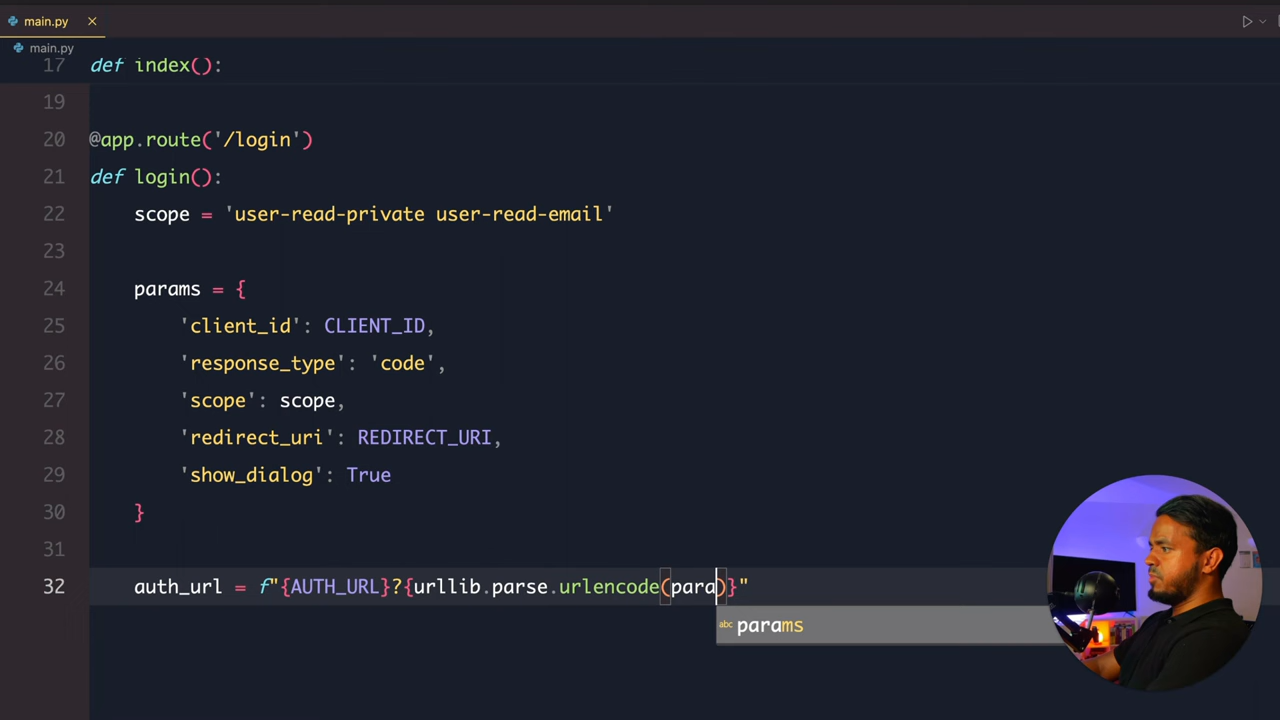 main.py
main.py
17 def index():
19
20 @app.route('/login')
21 def login():
22 scope = 'user-read-private user-read-email'
23
24 params = {
25 'client_id': CLIENT_ID,
26 'response_type': 'code',
27 'scope': scope,
28 'redirect_uri': REDIRECT_URI,
29 'show_dialog': True
30 }
31
32 auth_url = f"{AUTH_URL}?{urllib.parse.urlencode(para)}"
abc params